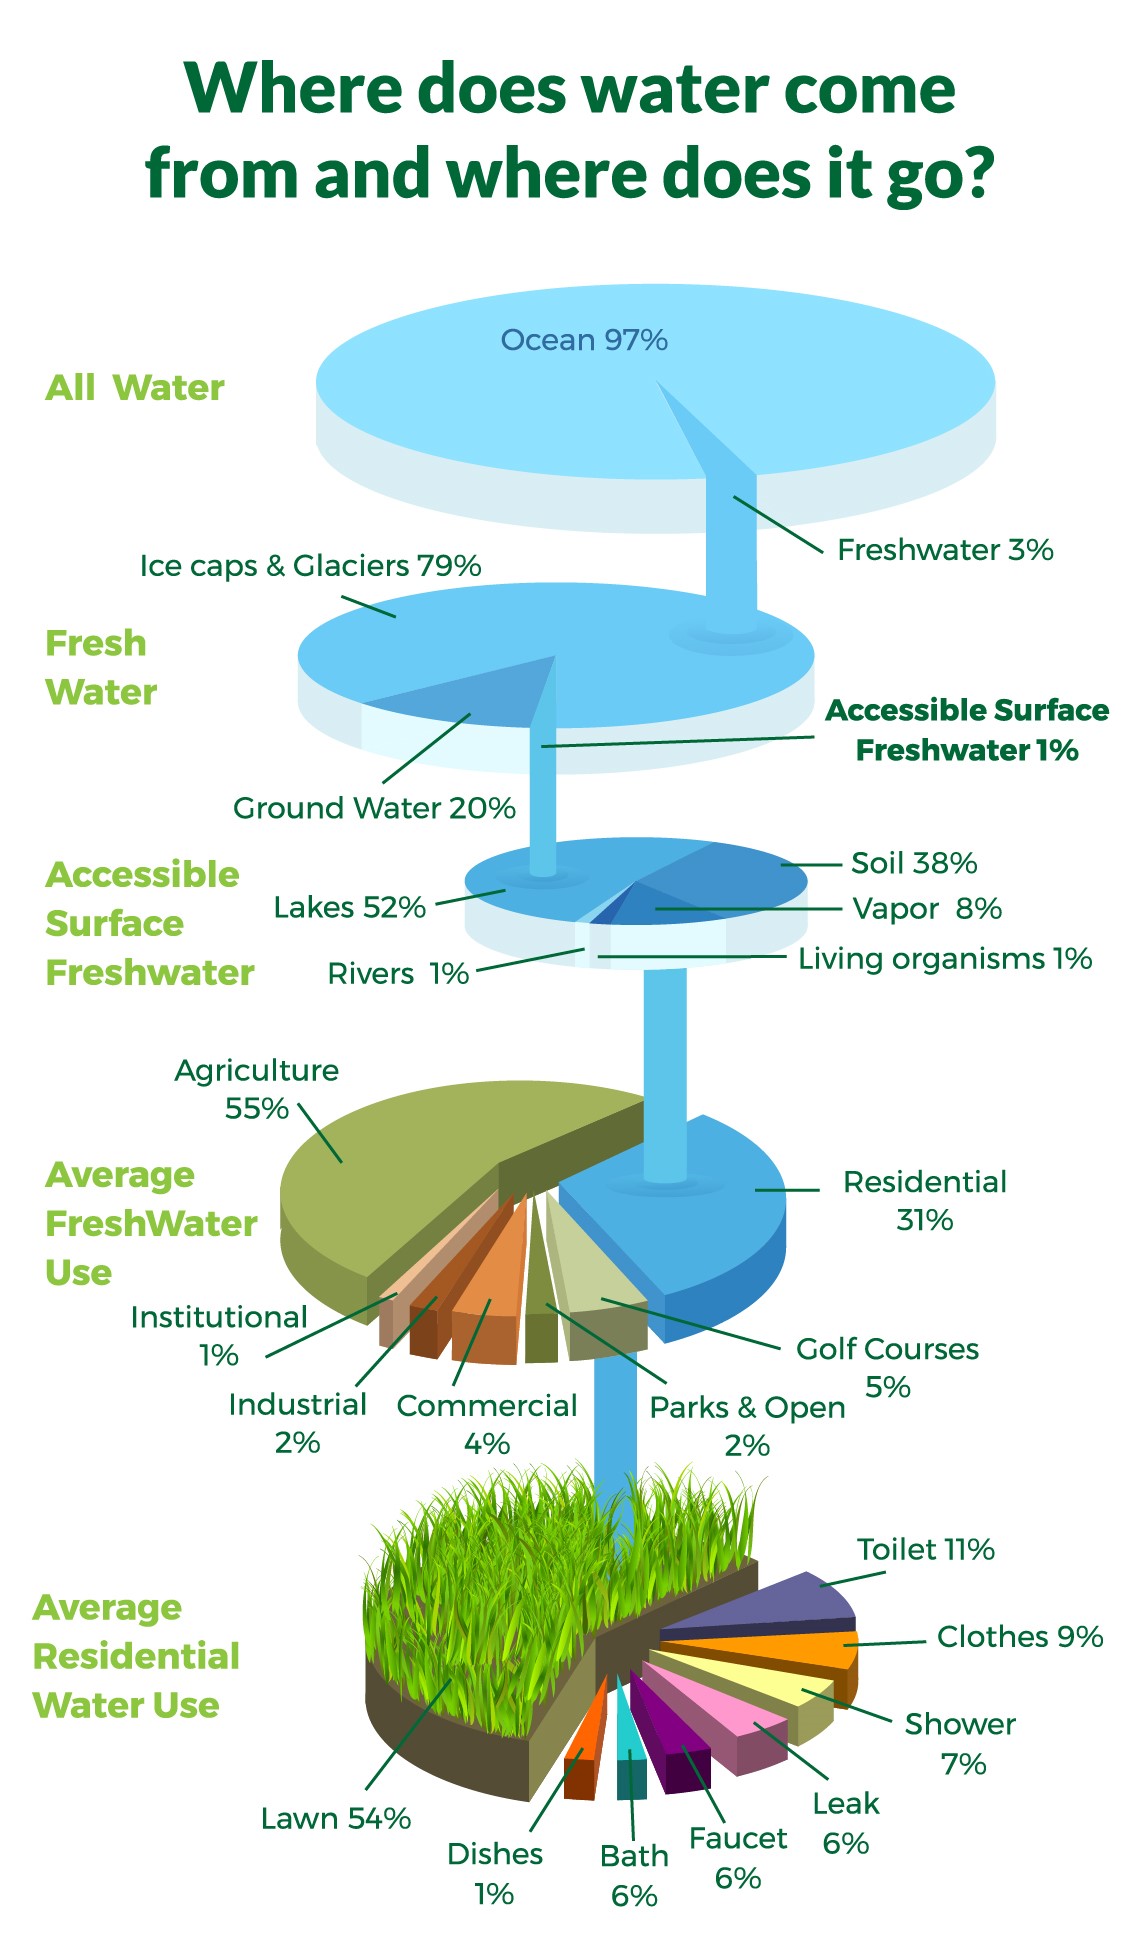 Where does water come
from and where does it go?
All Water
Ocean 97%
Freshwater 3%
Fresh
Water
Ice caps & Glaciers 79%
Ground Water 20%
Accessible Surface
Freshwater 1%
Accessible
Surface
Freshwater
Lakes 52%
Rivers 1%
Soil 38%
Vapor 8%
Living organisms 1%
Average
FreshWater
Use
Agriculture
55%
Residential
31%
Institutional
1%
Industrial
2%
Commercial
4%
Parks & Open
2%
Golf Courses
5%
Average
Residential
Water Use
Lawn 54%
Dishes
1%
Bath
6%
Faucet
6%
Leak
6%
Shower
7%
Clothes 9%
Toilet 11%